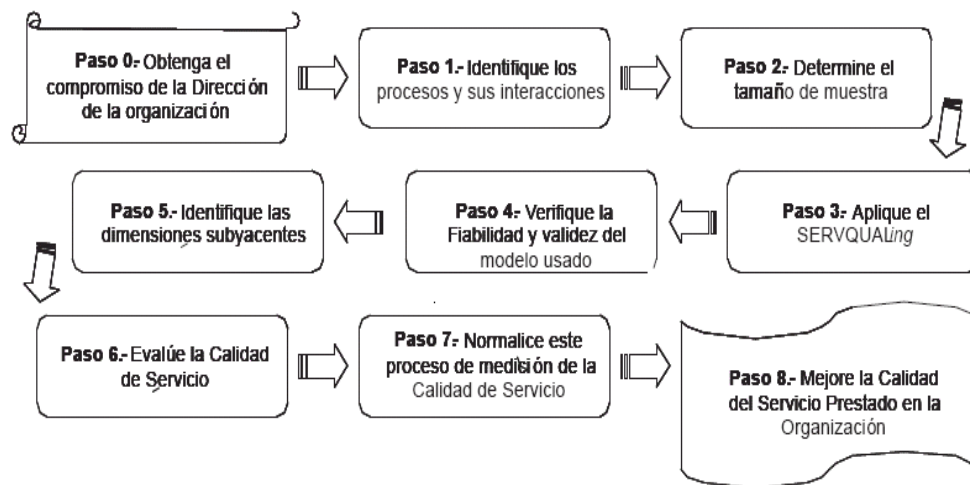 Paso 0.- Obtenga el
compromiso de la Dirección
de la organización
Paso 1.- Identifique los
procesos y sus interacciones
Paso 2.- Determine el
tamaño de muestra
Paso 3.- Aplique el
SERVQUALing
Paso 4.- Verifique la
Fiabilidad y validez del
modelo usado
Paso 5.- Identifique las
dimensiones subyacentes
Paso 6.- Evalúe la Calidad
de Servicio
Paso 7.- Normalice este
proceso de medisión de la
Calidad de Servicio
Paso 8.- Mejore la Calidad
del Servicio Prestado en la
Organización